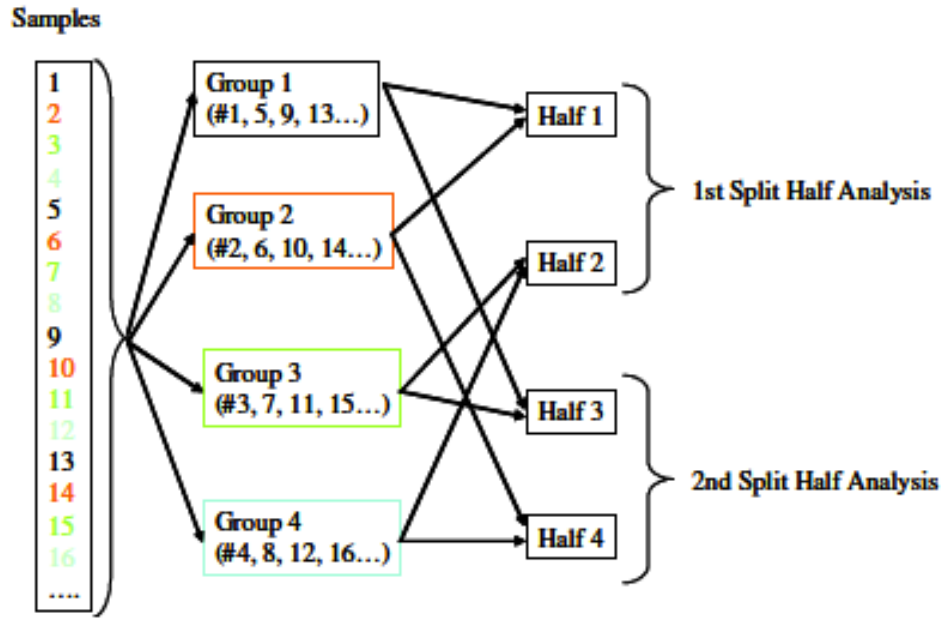 Samples
1
2
3
4
5
6
7
8
9
10
11
12
13
14
15
16
....
Group 1
(#1, 5, 9, 13...)
Group 2
(#2, 6, 10, 14...)
Group 3
(#3, 7, 11, 15...)
Group 4
(#4, 8, 12, 16...)
Half 1
Half 2
Half 3
Half 4
1st Split Half Analysis
2nd Split Half Analysis